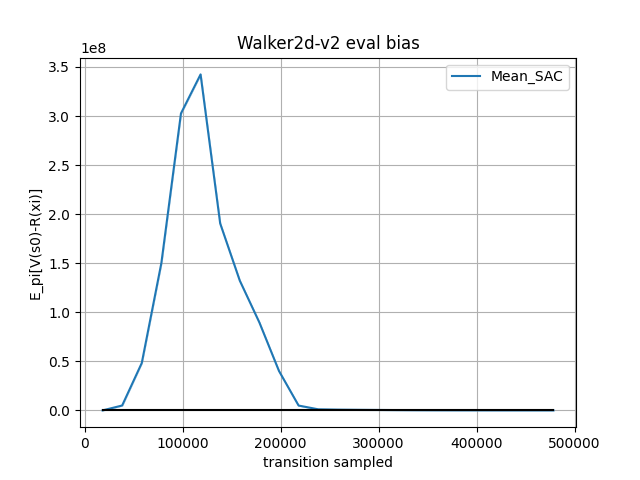 Walker2d-v2 eval bias
1e8
Mean_SAC
3.5
3.0
2.5
2.0
1.5
1.0
0.5
0.0
E_pi[V(s0)-R(xi)]
0 100000 200000 300000 400000 500000
transition sampled